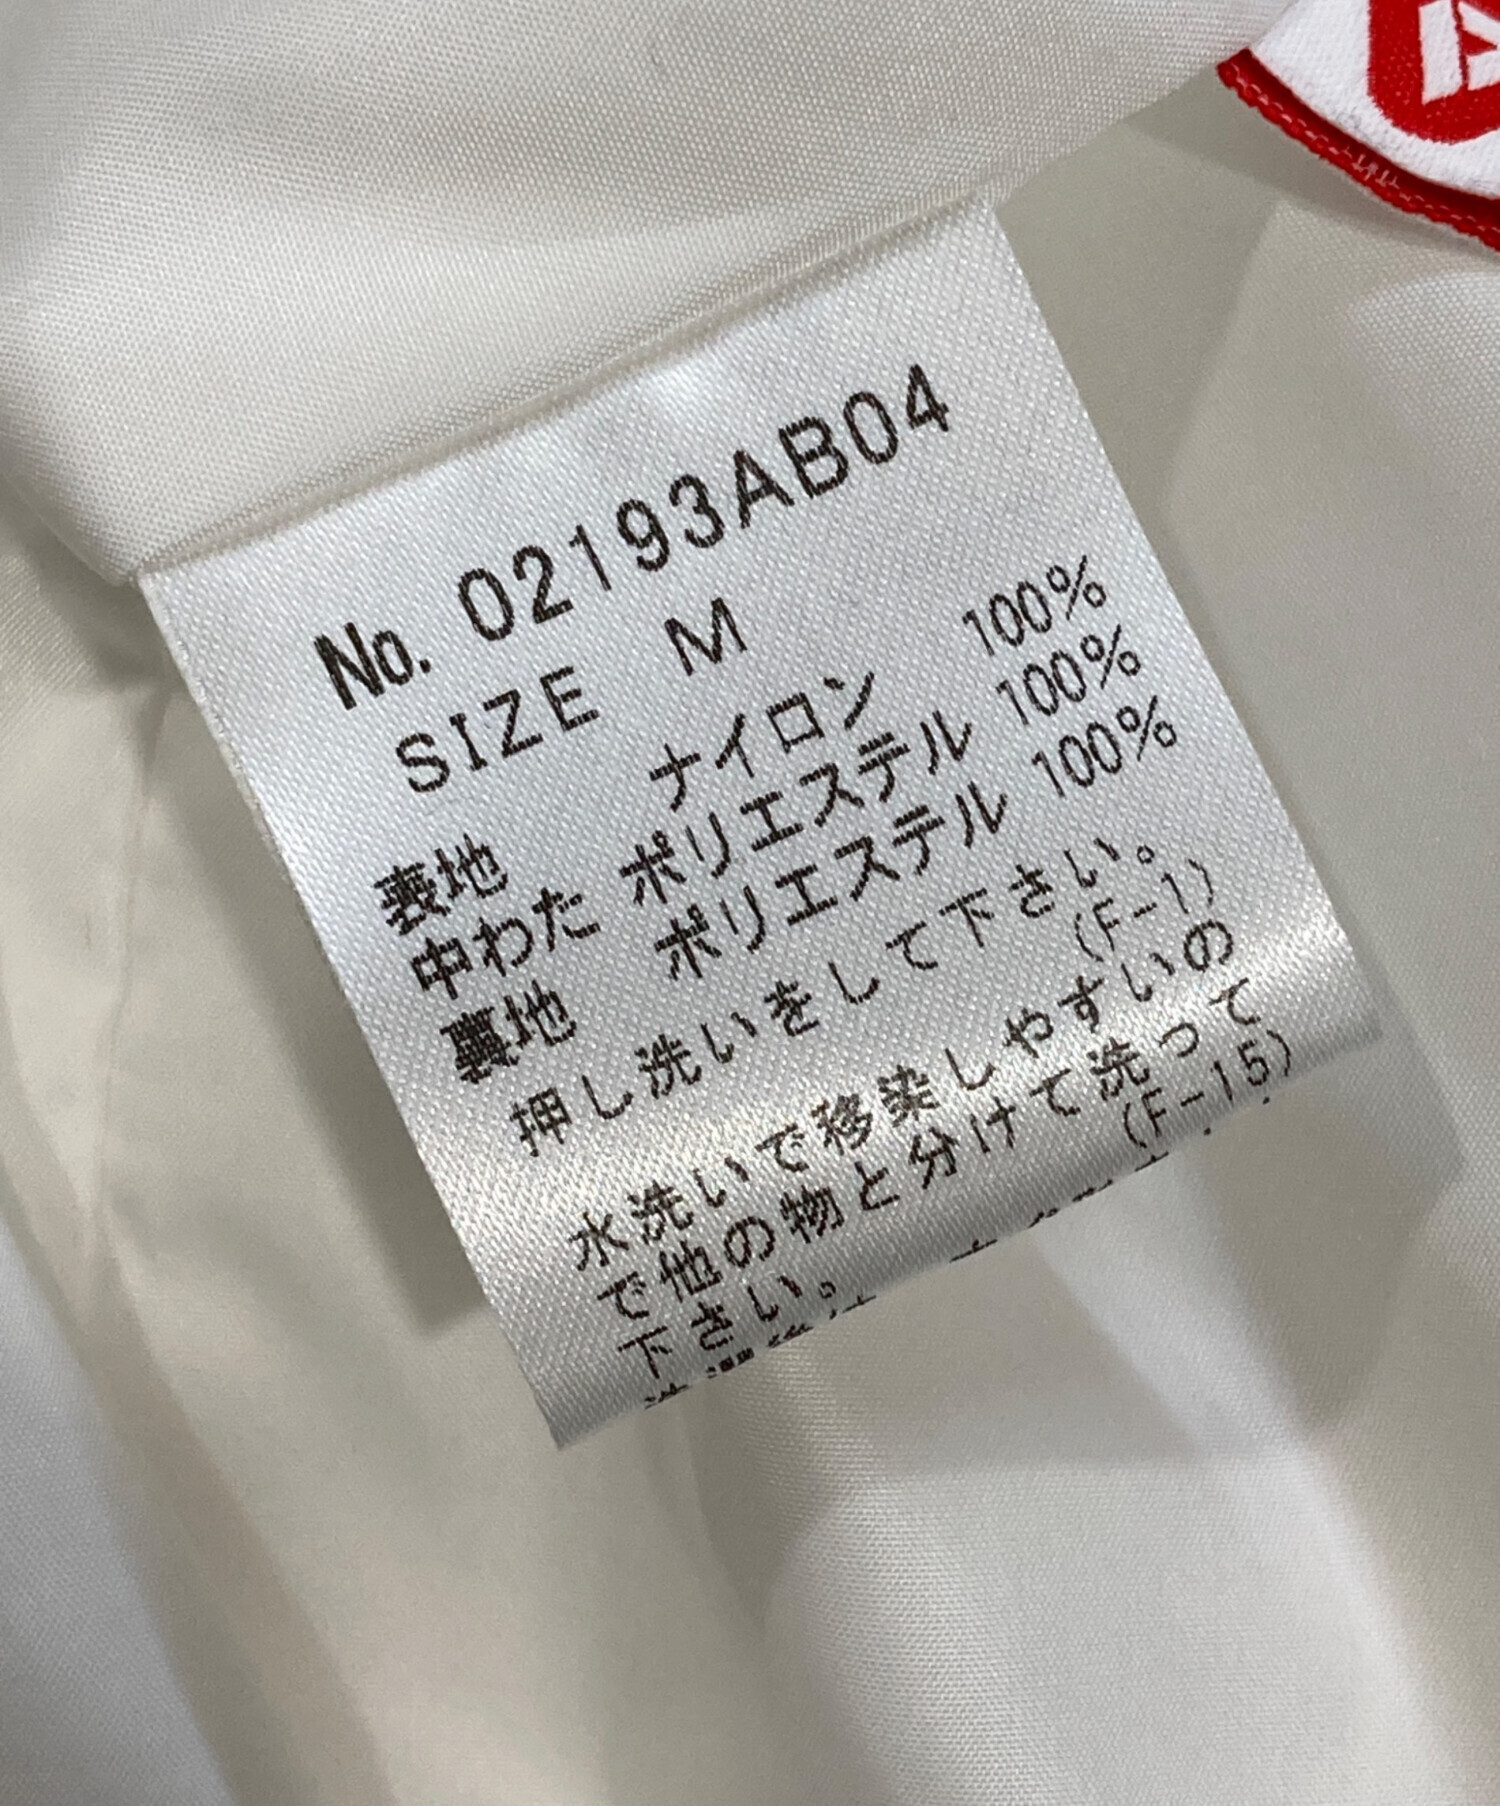 No. 02193AB04
SIZE M
表地 ナイロン 100%
中わた ポリエステル 100%
裏地 ポリエステル 100%
押し洗いをして下さい。
(F-1)
水洗いで移染しやすいの
で他の物と分けて洗って
下さい。 (F-15)